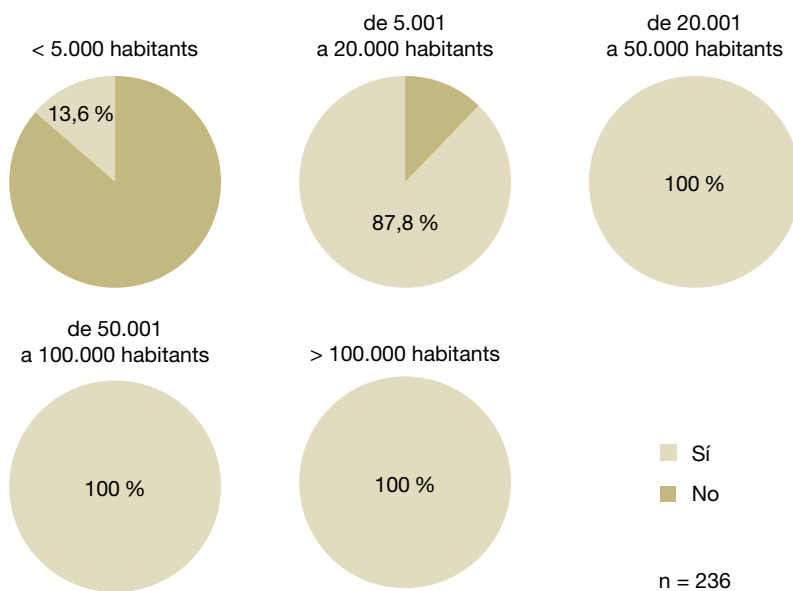 < 5.000 habitants
13,6 %
de 5.001
a 20.000 habitants
87,8 %
de 20.001
a 50.000 habitants
100 %
de 50.001
a 100.000 habitants
100 %
> 100.000 habitants
100 %
Sí
No
n = 236